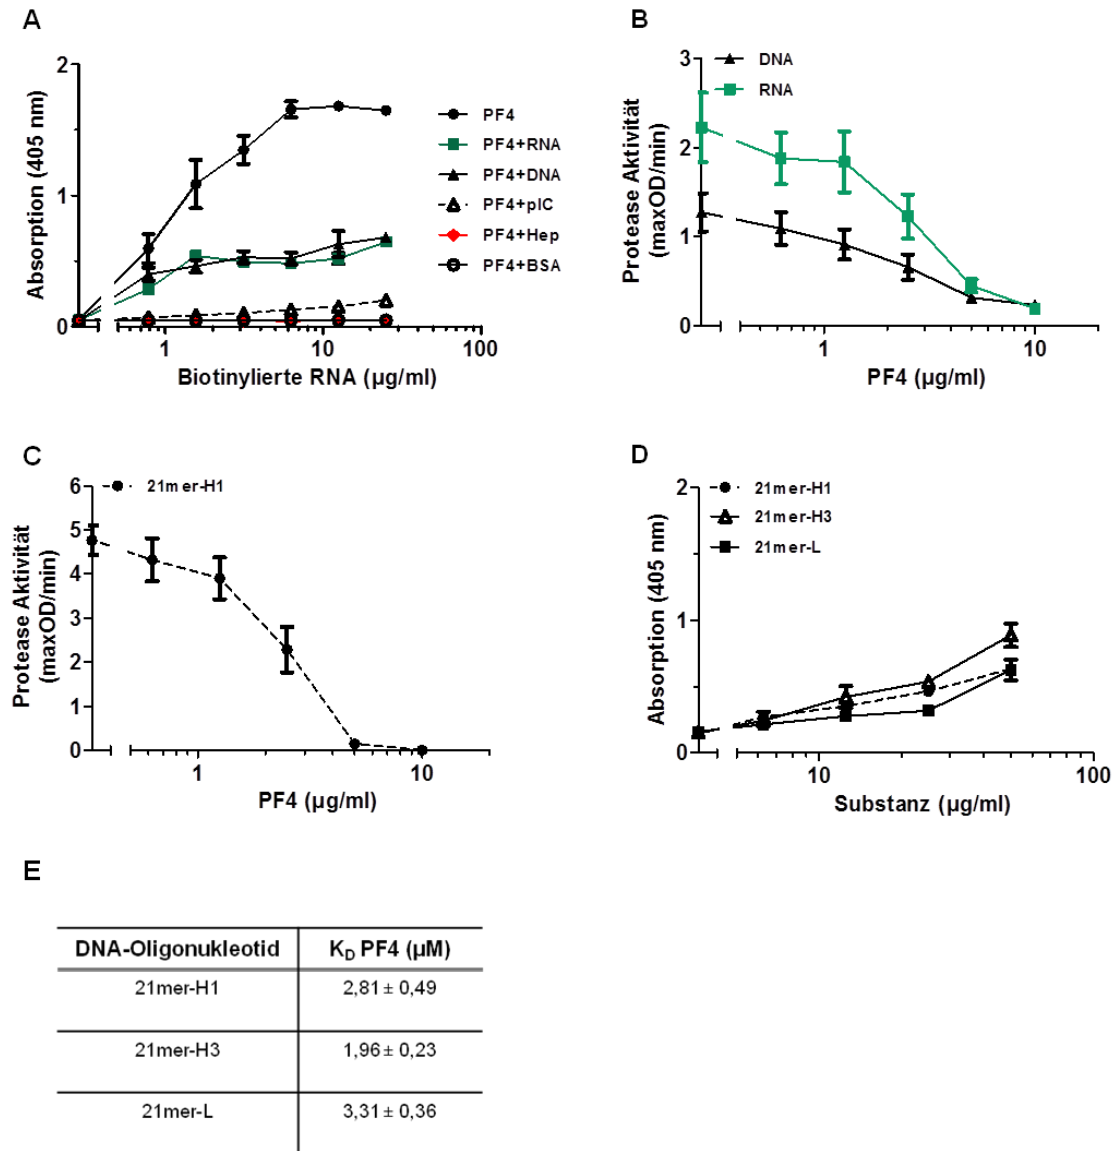 A
Absorption (405 nm)
2
1
0
1
10
100
Biotinylierte RNA (µg/ml)
PF4
PF4+RNA
PF4+DNA
PF4+pIC
PF4+Hep
PF4+BSA
B
Protease Aktivität
(maxOD/min)
3
2
1
0
DNA
RNA
1
10
PF4 (µg/ml)
C
Protease Aktivität
(maxOD/min)
6
5
4
3
2
1
0
21mer-H1
1
10
PF4 (µg/ml)
D
Absorption (405 nm)
2
1
0
21mer-H1
21mer-H3
21mer-L
10
100
Substanz (µg/ml)
E
DNA-Oligonukleotid K_D PF4 (µM)
21mer-H1 2,81 ± 0,49
21mer-H3 1,96 ± 0,23
21mer-L 3,31 ± 0,36